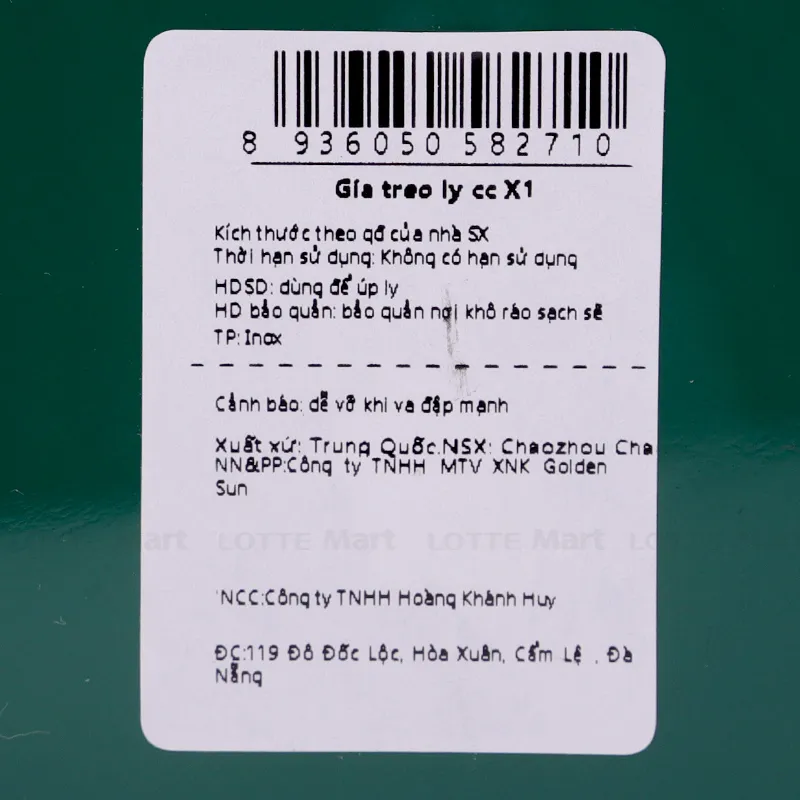 8 936050 582710
Gía treo ly cc X1
Kích thước theo qđ của nhà SX
Thời hạn sử dụng: Không có hạn sử dụng
HDSD: dùng để úp ly
HD bảo quản: bảo quản nơi khô ráo sạch sẽ
TP: Inox
Cảnh báo: dễ vỡ khi va đập mạnh
Xuất xứ: Trung Quốc.NSX: Chaozhou Cha
NN&PP:Công ty TNHH MTV XNK Golden
Sun
LOTTE Mart LOTTE Mart LOTTE Mart LOTTE
NCC:Công ty TNHH Hoàng Khánh Huy
ĐC:119 Đô Đốc Lộc, Hòa Xuân, Cẩm Lệ , Đà
Nẵng